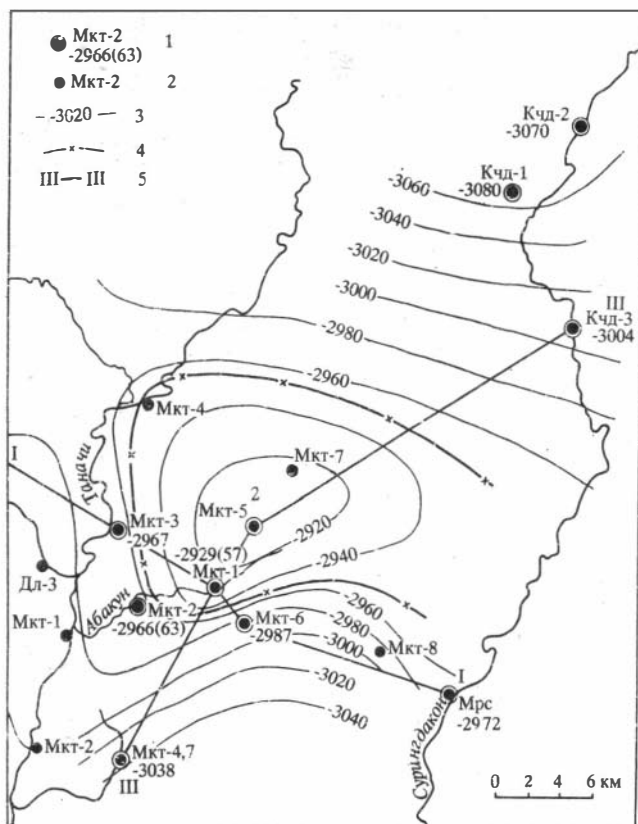 Мкт-2
-2966(63) 1
Мкт-2 2
-3020 3
4
III III 5
Кчд-2
-3070
Кчд-1
-3080
-3060
-3040
-3020
-3000
-2980
-2960
III
Кчд-3
-3004
Мкт-4
I
Таначи
Мкт-7
2
Мкт-5
Мкт-3
-2967
-2920
-2929(57)
Мкт-1
-2940
Дл-3
Абакун
Мкт-2
-2966(63)
Мкт-1
Мкт-6
-2987
-2960
-2980
-3000
Мкт-8
-3020
-3040
I
Мрс
-2972
Сурингдакон
Мкт-2
Мкт-4,7
-3038
III
0 2 4 6 км